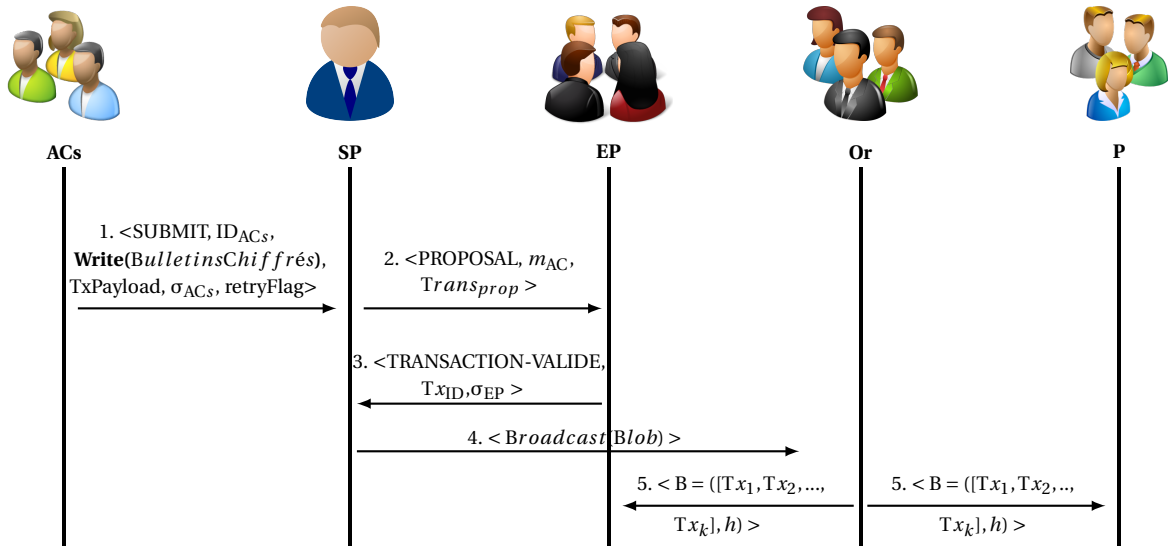 ACs SP EP Or P
1. <SUBMIT, ID_ACs,
Write(BulletinsChiffrés),
TxPayload, σ_ACs, retryFlag>
2. <PROPOSAL, m_AC,
Trans_prop >
3. <TRANSACTION-VALIDE,
Tx_ID,σ_EP >
4. < Broadcast(Blob) >
5. < B = ([Tx_1, Tx_2, ...,
Tx_k], h) >
5. < B = ([Tx_1, Tx_2, ..,
Tx_k], h) >